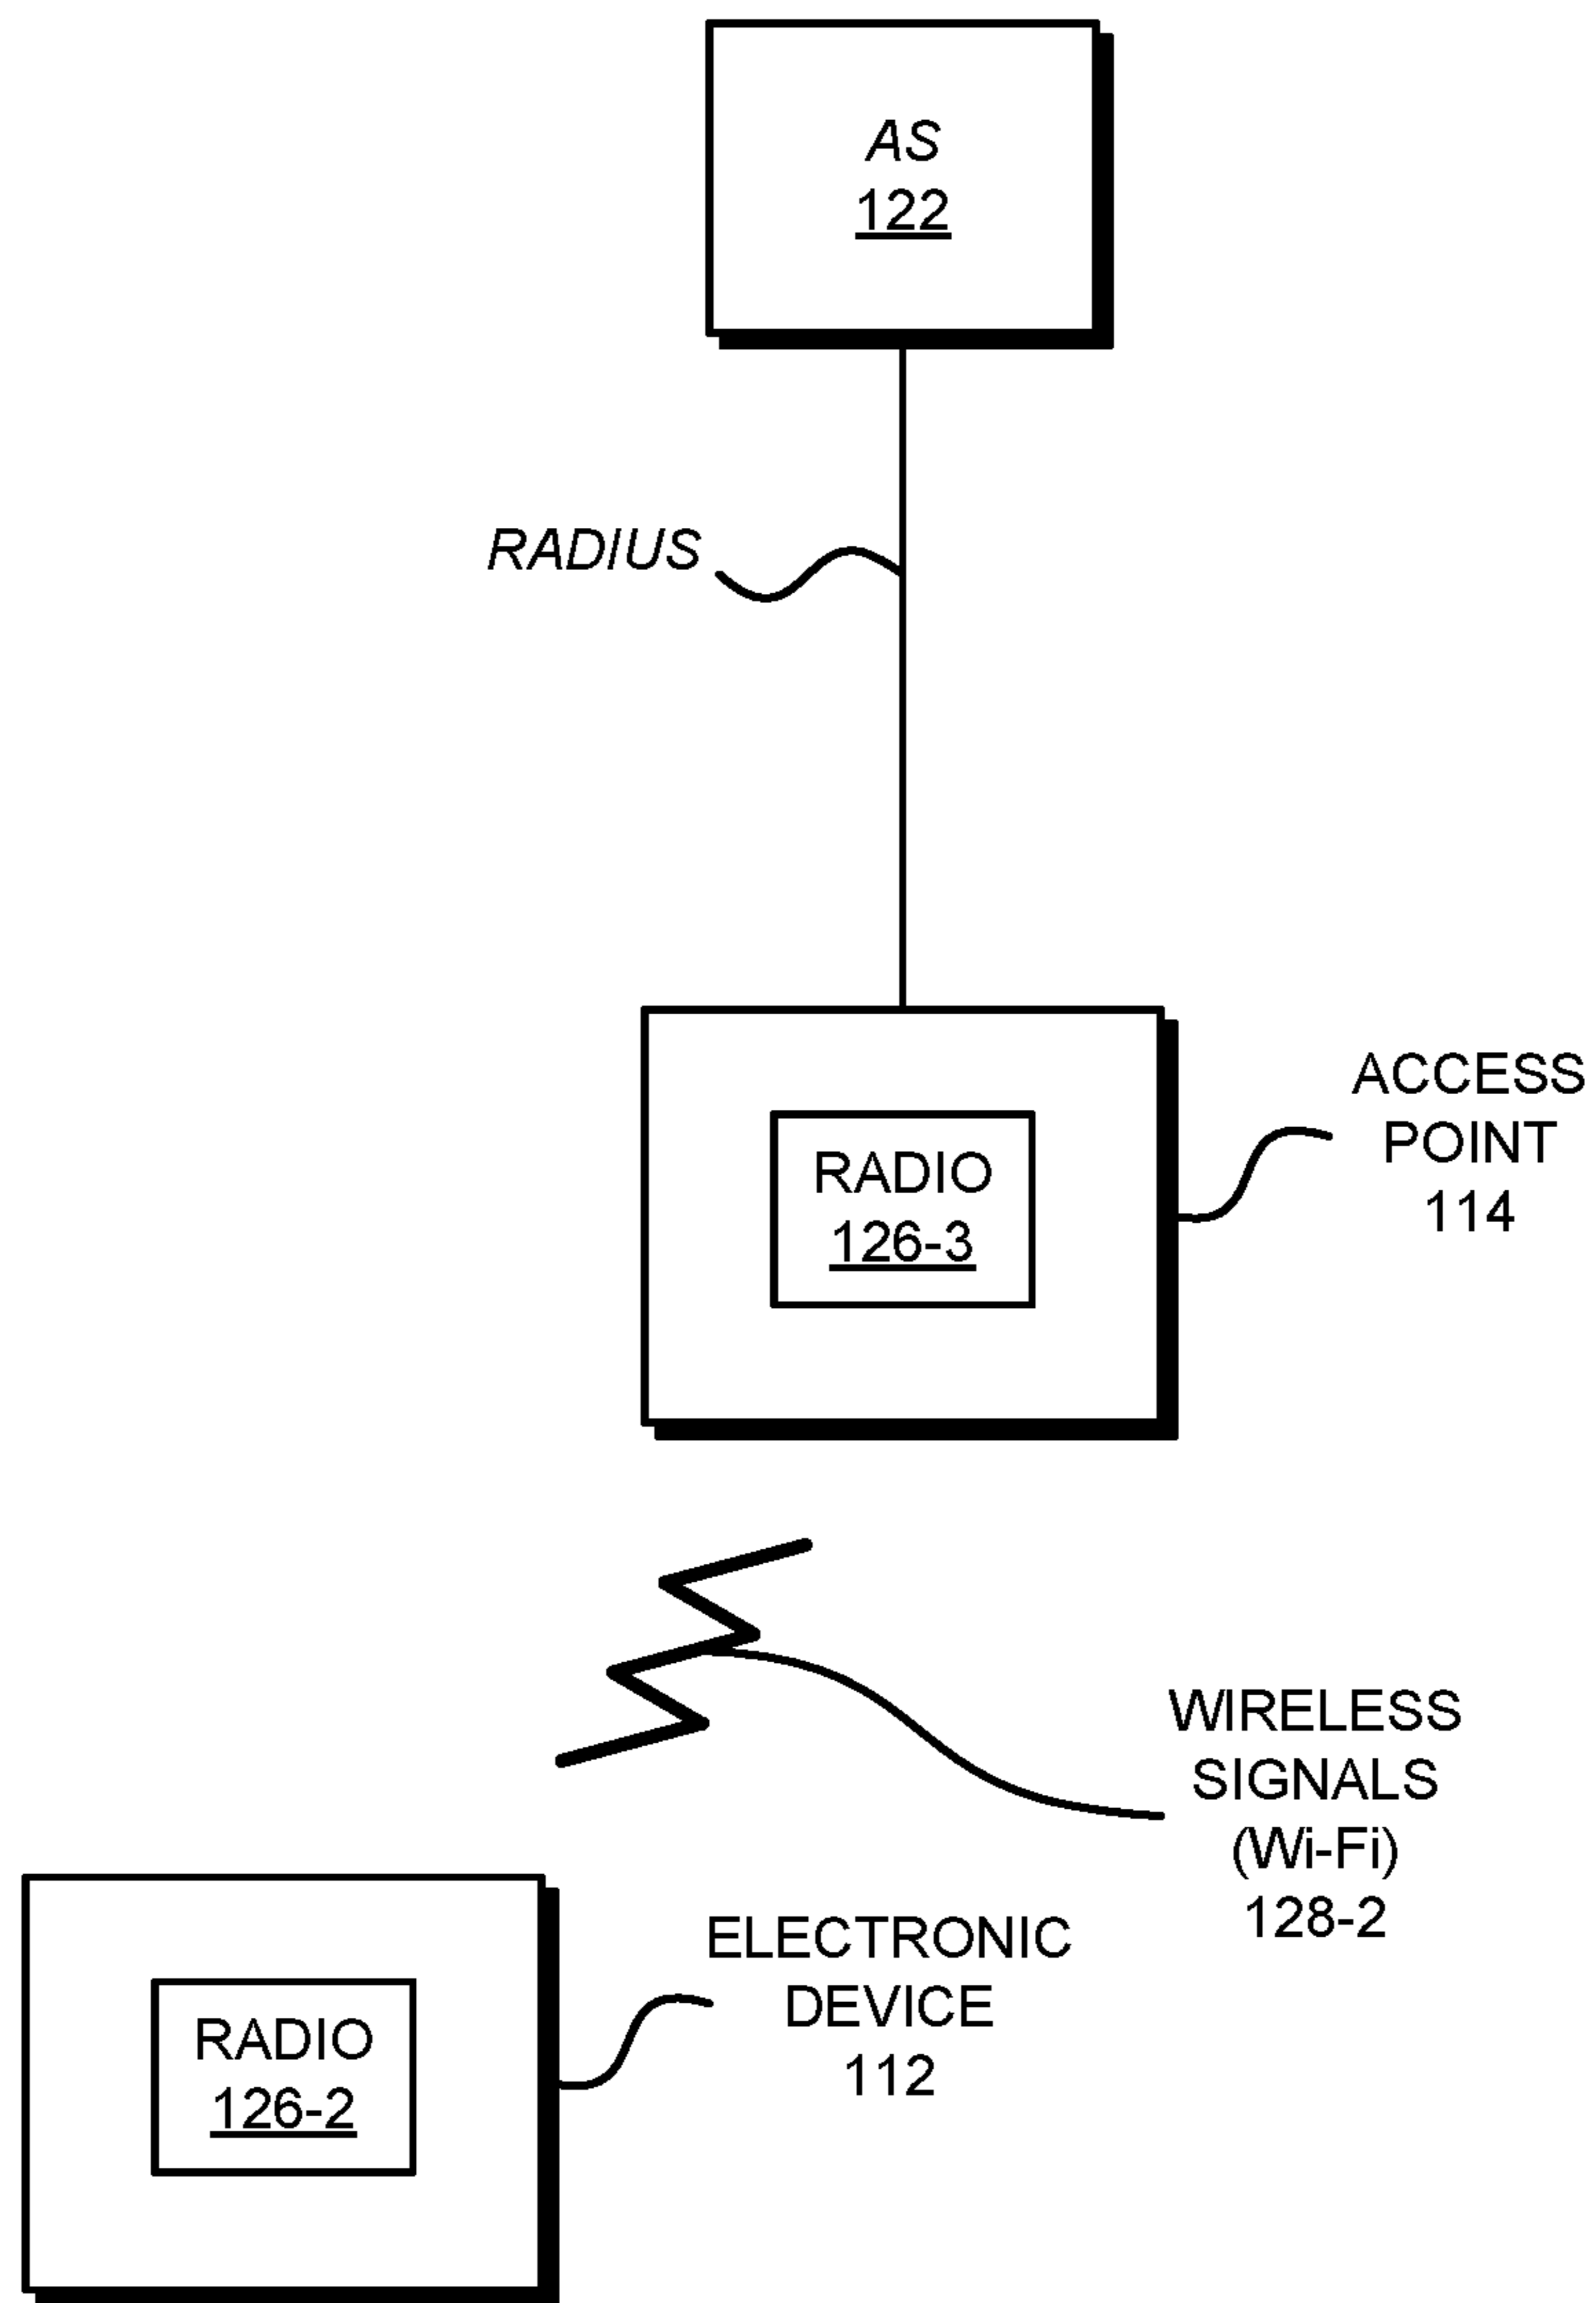 AS
122
RADIUS
RADIO
126-3
ACCESS
POINT
114
WIRELESS
SIGNALS
(Wi-Fi)
128-2
ELECTRONIC
DEVICE
112
RADIO
126-2